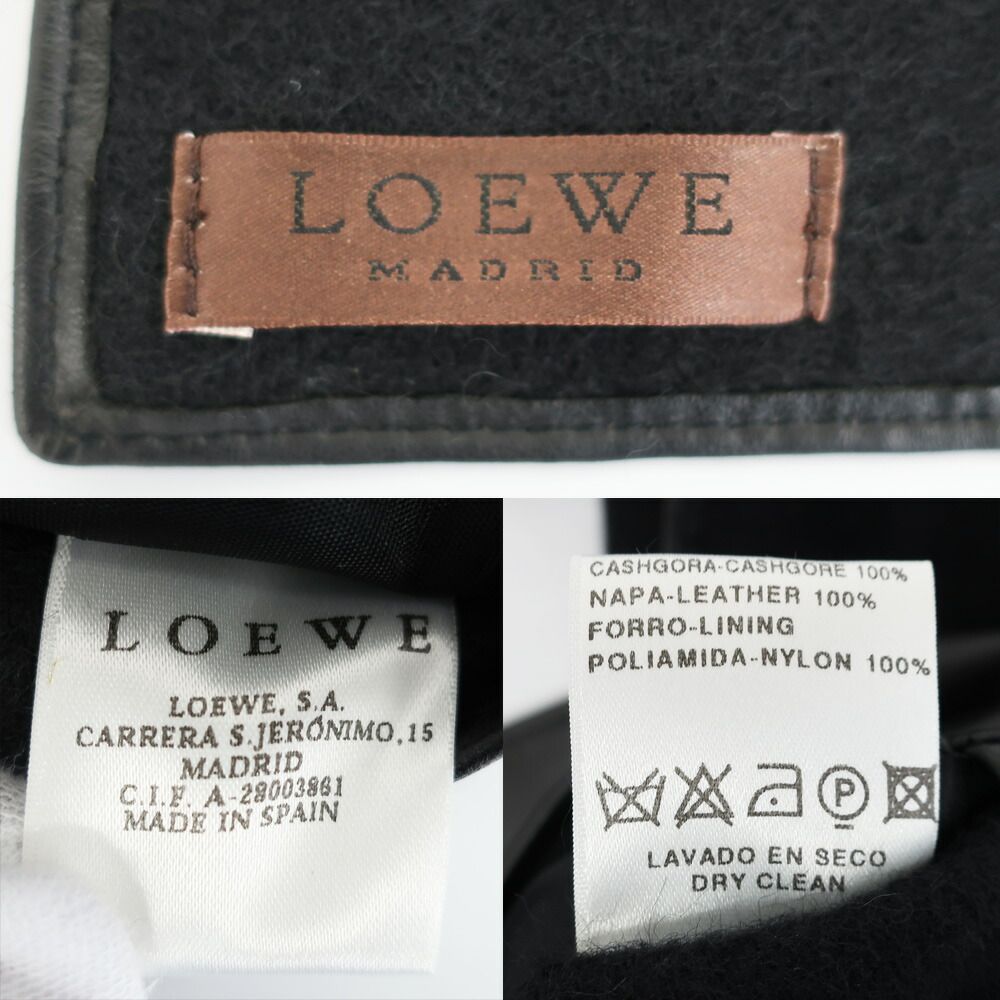 LOEWE
MADRID
LOEWE
LOEWE, S.A.
CARRERA S.JERÓNIMO,15
MADRID
C.I.F. A-28003861
MADE IN SPAIN
CASHGORA-CASHGORE 100%
NAPA-LEATHER 100%
FORRO-LINING
POLIAMIDA-NYLON 100%
P
LAVADO EN SECO
DRY CLEAN